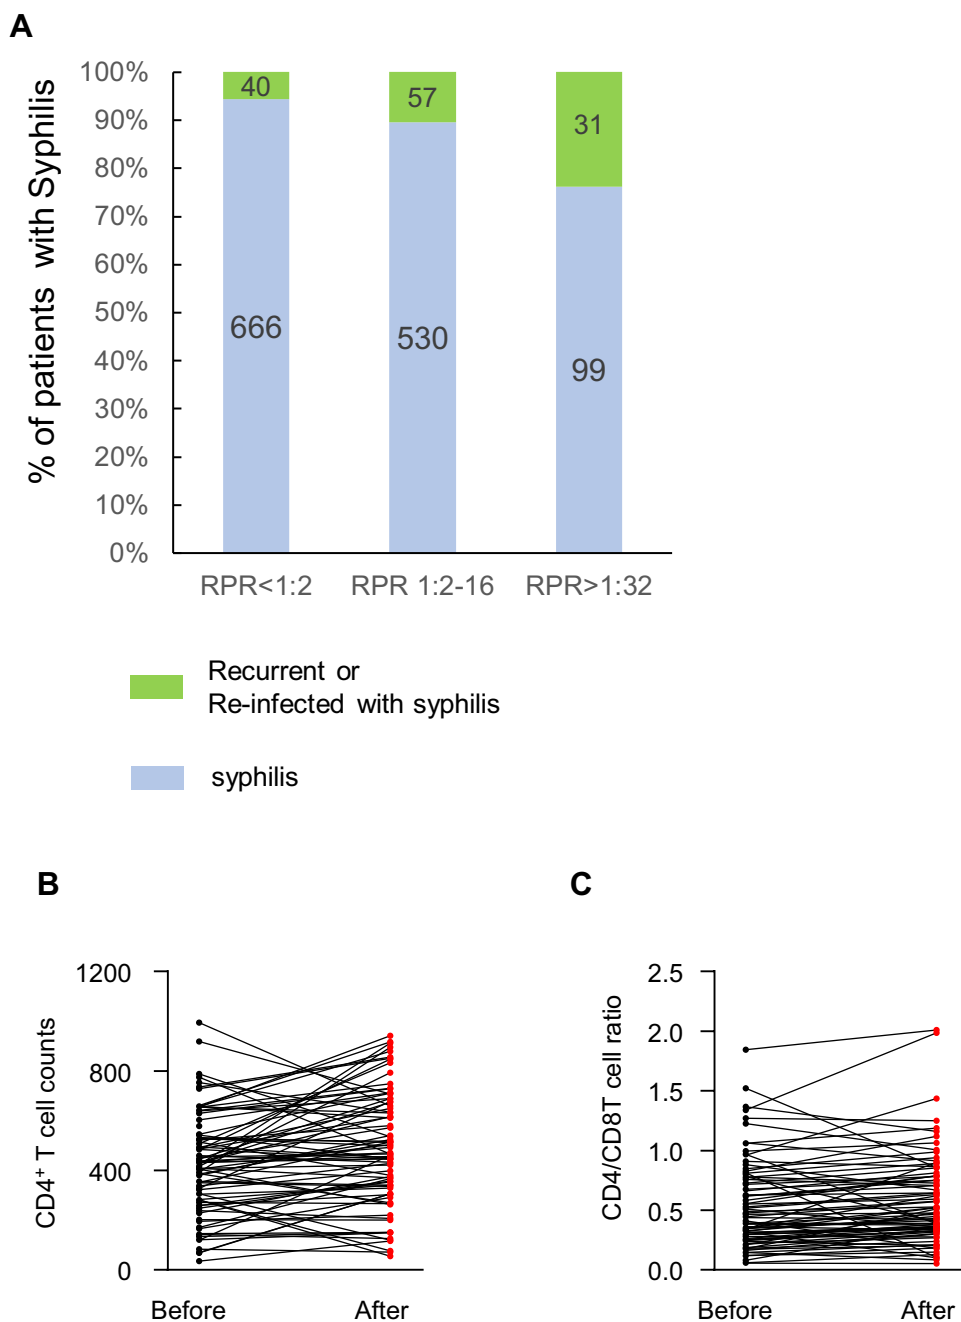 A
% of patients with Syphilis
100%
90%
80%
70%
60%
50%
40%
30%
20%
10%
0%
40
57
31
666
530
99
RPR<1:2
RPR 1:2-16
RPR>1:32
Recurrent or
Re-infected with syphilis
syphilis
B
CD4⁺ T cell counts
1200
800
400
0
Before
After
C
CD4/CD8T cell ratio
2.5
2.0
1.5
1.0
0.5
0.0
Before
After